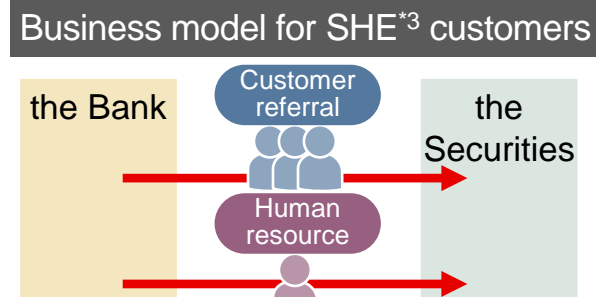 Business model for SHE*3 customers
the Bank
Customer
referral
the
Securities
Human
resource